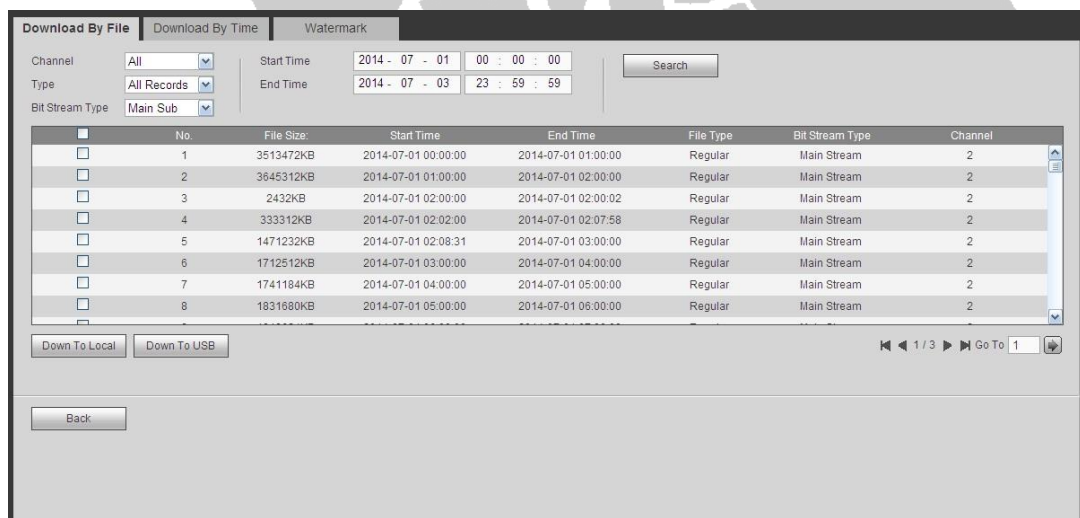 Download By File Download By Time Watermark
Channel All Start Time 2014 - 07 - 01 00 : 00 : 00 Search
Type All Records End Time 2014 - 07 - 03 23 : 59 : 59
Bit Stream Type Main Sub
No. File Size: Start Time End Time File Type Bit Stream Type Channel
1 3513472KB 2014-07-01 00:00:00 2014-07-01 01:00:00 Regular Main Stream 2
2 3645312KB 2014-07-01 01:00:00 2014-07-01 02:00:00 Regular Main Stream 2
3 2432KB 2014-07-01 02:00:00 2014-07-01 02:00:02 Regular Main Stream 2
4 333312KB 2014-07-01 02:02:00 2014-07-01 02:07:58 Regular Main Stream 2
5 1471232KB 2014-07-01 02:08:31 2014-07-01 03:00:00 Regular Main Stream 2
6 1712512KB 2014-07-01 03:00:00 2014-07-01 04:00:00 Regular Main Stream 2
7 1741184KB 2014-07-01 04:00:00 2014-07-01 05:00:00 Regular Main Stream 2
8 1831680KB 2014-07-01 05:00:00 2014-07-01 06:00:00 Regular Main Stream 2
Down To Local Down To USB 1 / 3 Go To 1
Back